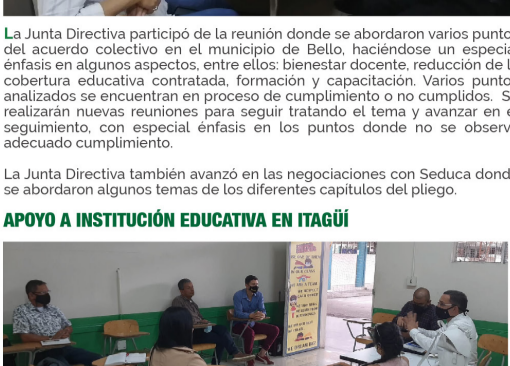 La Junta Directiva participó de la reunión donde se abordaron varios punto
del acuerdo colectivo en el municipio de Bello, haciéndose un especia
énfasis en algunos aspectos, entre ellos: bienestar docente, reducción de l
cobertura educativa contratada, formación y capacitación. Varios punto
analizados se encuentran en proceso de cumplimiento o no cumplidos. S
realizarán nuevas reuniones para seguir tratando el tema y avanzar en e
seguimiento, con especial énfasis en los puntos donde no se observ
adecuado cumplimiento.
La Junta Directiva también avanzó en las negociaciones con Seduca dond
se abordaron algunos temas de los diferentes capítulos del pliego.
APOYO A INSTITUCIÓN EDUCATIVA EN ITAGÜÍ